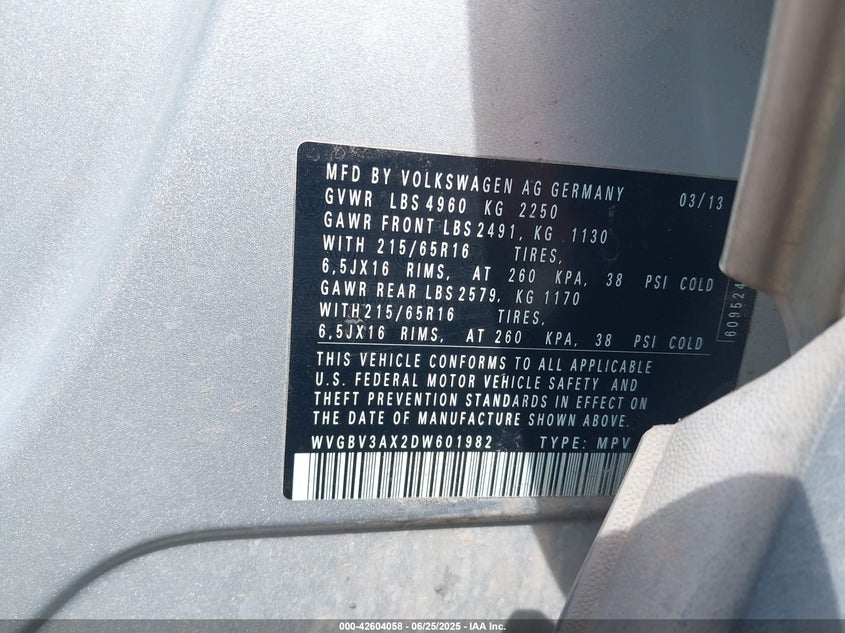 MFD BY VOLKSWAGEN AG GERMANY 03/13
GVWR LBS 4960 KG 2250
GAWR FRONT LBS 2491, KG 1130
WITH 215/65R16 TIRES,
6,5JX16 RIMS, AT 260 KPA, 38 PSI COLD
GAWR REAR LBS 2579, KG 1170
WITH 215/65R16 TIRES,
6,5JX16 RIMS, AT 260 KPA, 38 PSI COLD
609524
THIS VEHICLE CONFORMS TO ALL APPLICABLE
U.S. FEDERAL MOTOR VEHICLE SAFETY AND
THEFT PREVENTION STANDARDS IN EFFECT ON
THE DATE OF MANUFACTURE SHOWN ABOVE.
WVGBV3AX2DW601982 TYPE: MPV
000-42604058 - 06/25/2025 - IAA Inc.